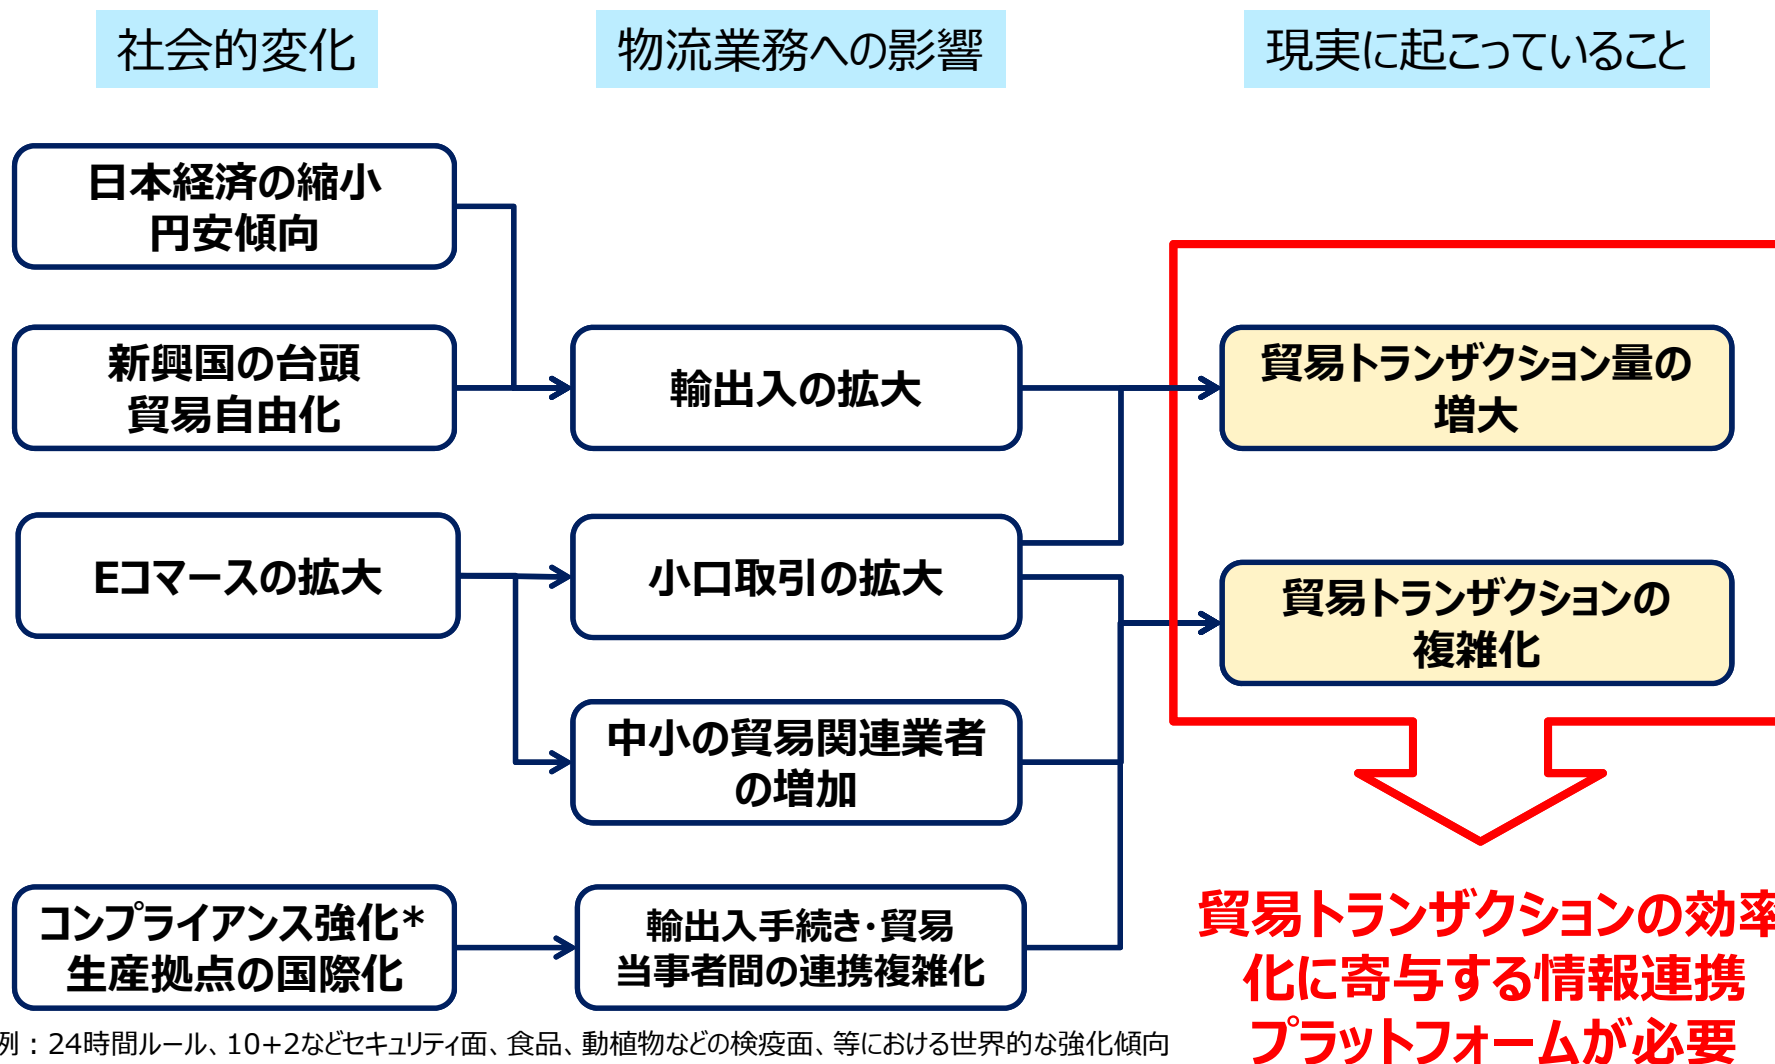 社会的変化
物流業務への影響
現実に起こっていること
日本経済の縮小
円安傾向
新興国の台頭
貿易自由化
輸出入の拡大
貿易トランザクション量の
増大
Eコマースの拡大
小口取引の拡大
貿易トランザクションの
複雑化
中小の貿易関連業者
の増加
コンプライアンス強化*
生産拠点の国際化
輸出入手続き・貿易
当事者間の連携複雑化
貿易トランザクションの効率
化に寄与する情報連携
プラットフォームが必要
例：24時間ルール、10+2などセキュリティ面、食品、動植物などの検疫面、等における世界的な強化傾向